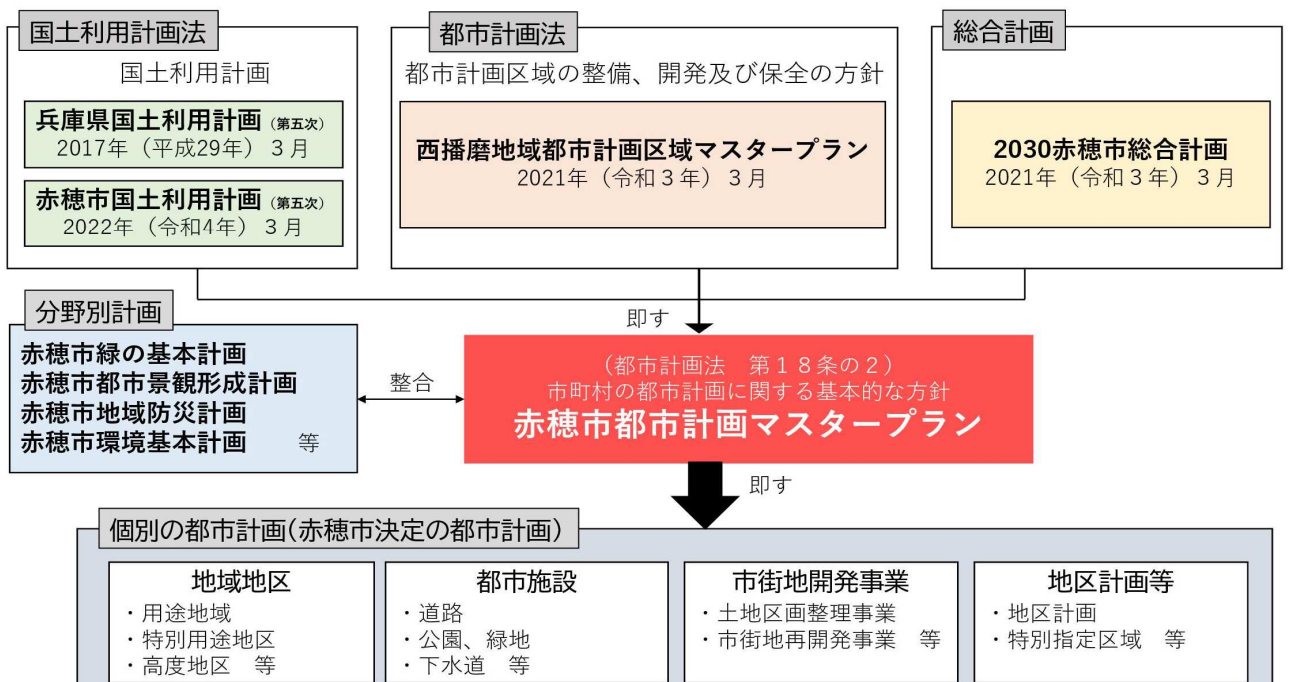 国土利用計画法
国土利用計画
兵庫県国土利用計画（第五次）
2017年（平成29年）３月
赤穂市国土利用計画（第五次）
2022年（令和4年）３月
都市計画法
都市計画区域の整備、開発及び保全の方針
西播磨地域都市計画区域マスタープラン
2021年（令和３年）３月
総合計画
2030赤穂市総合計画
2021年（令和３年）３月
即す
分野別計画
赤穂市緑の基本計画
赤穂市都市景観形成計画
赤穂市地域防災計画
赤穂市環境基本計画　等
整合
（都市計画法　第１８条の２）
市町村の都市計画に関する基本的な方針
赤穂市都市計画マスタープラン
即す
個別の都市計画(赤穂市決定の都市計画)
地域地区
・用途地域
・特別用途地区
・高度地区　等
都市施設
・道路
・公園、緑地
・下水道　等
市街地開発事業
・土地区画整理事業
・市街地再開発事業　等
地区計画等
・地区計画
・特別指定区域　等